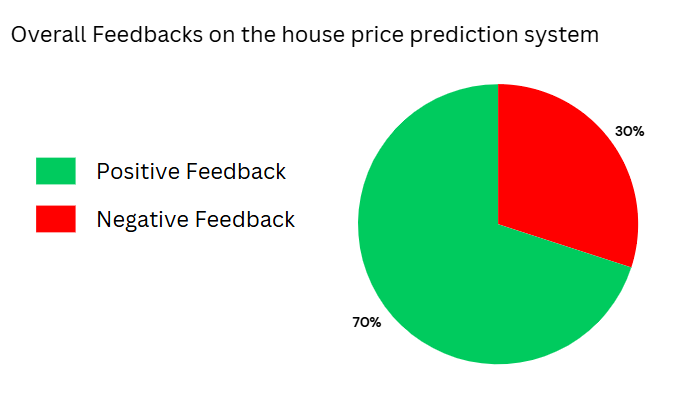 Overall Feedbacks on the house price prediction system
30%
Positive Feedback
Negative Feedback
70%